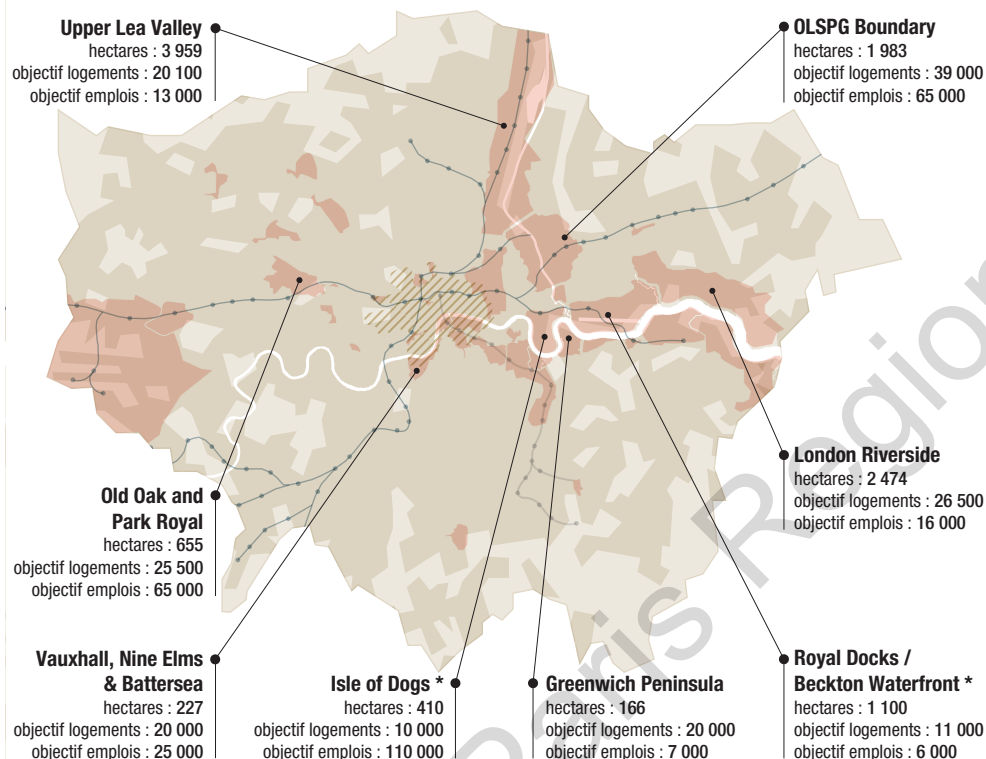 Upper Lea Valley
hectares : 3 959
objectif logements : 20 100
objectif emplois : 13 000
OLSPG Boundary
hectares : 1 983
objectif logements : 39 000
objectif emplois : 65 000
London Riverside
hectares : 2 474
objectif logements : 26 500
objectif emplois : 16 000
Old Oak and
Park Royal
hectares : 655
objectif logements : 25 500
objectif emplois : 65 000
Vauxhall, Nine Elms
& Battersea
hectares : 227
objectif logements : 20 000
objectif emplois : 25 000
Isle of Dogs *
hectares : 410
objectif logements : 10 000
objectif emplois : 110 000
Greenwich Peninsula
hectares : 166
objectif logements : 20 000
objectif emplois : 7 000
Royal Docks /
Beckton Waterfront *
hectares : 1 100
objectif logements : 11 000
objectif emplois : 6 000
Paris Region